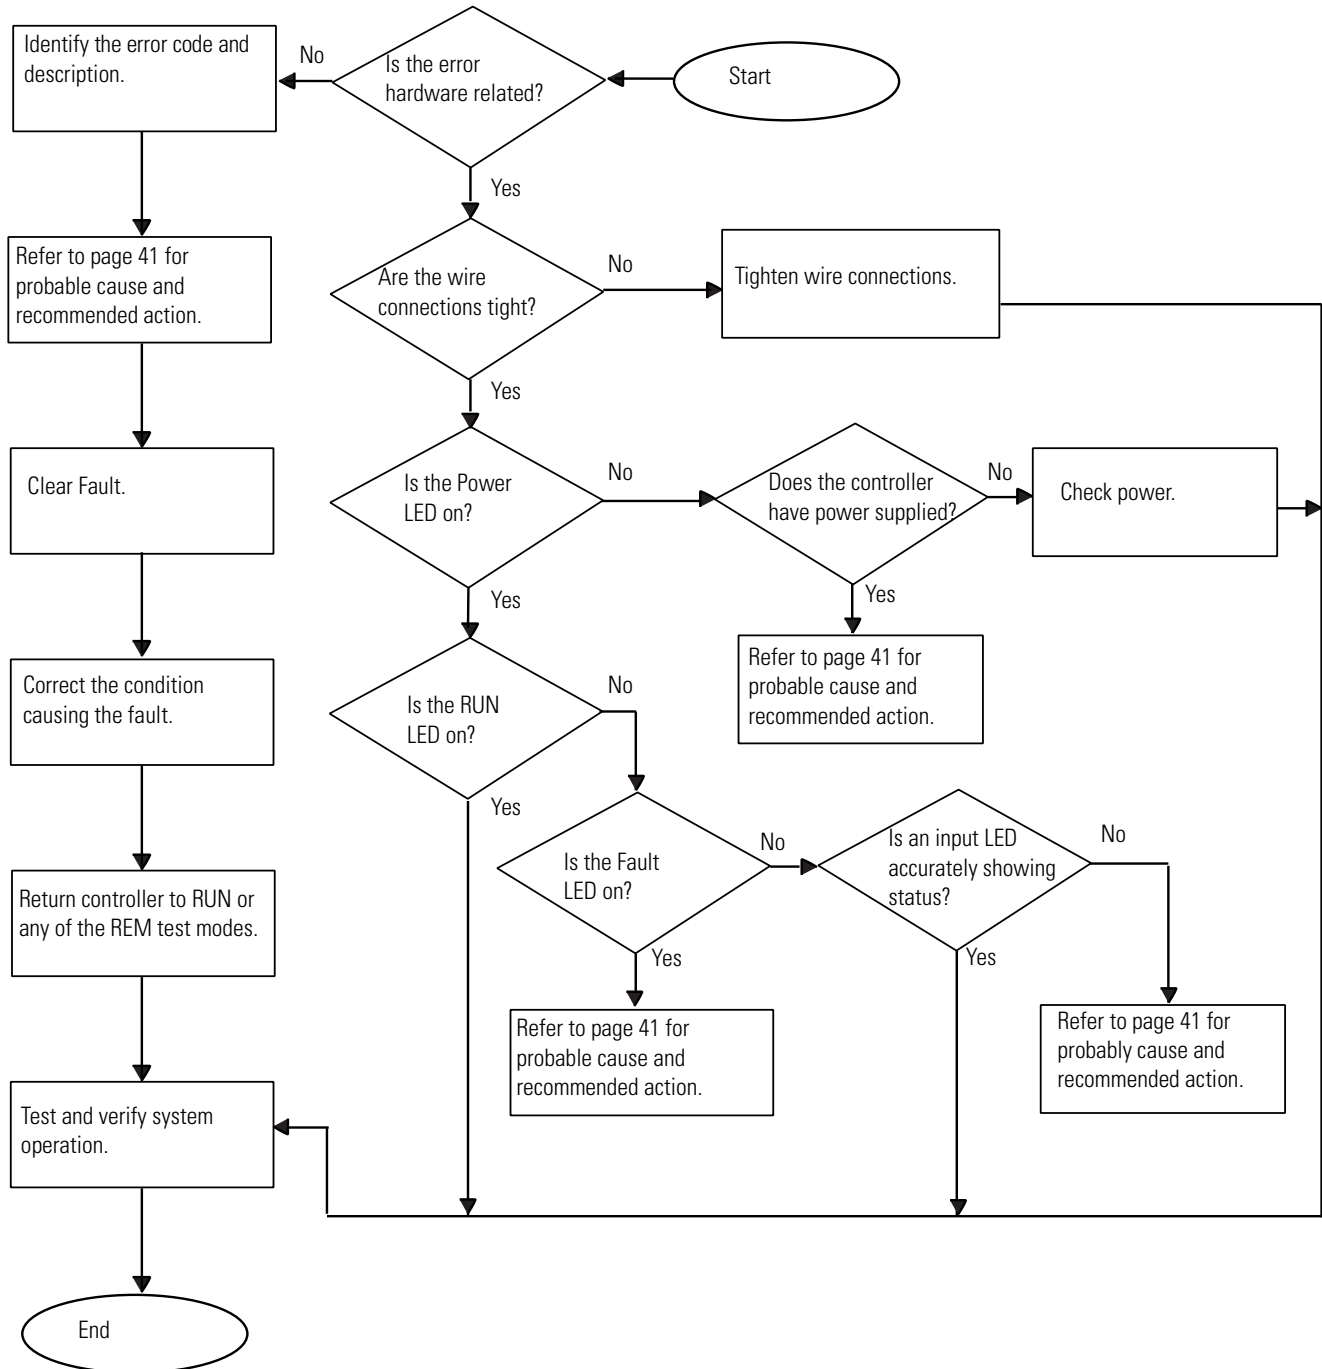 Start
Is the error
hardware related?
No
Identify the error code and
description.
Yes
Refer to page 41 for
probable cause and
recommended action.
Are the wire
connections tight?
No
Tighten wire connections.
Yes
Clear Fault.
Is the Power
LED on?
No
Does the controller
have power supplied?
No
Check power.
Yes
Yes
Refer to page 41 for
probable cause and
recommended action.
Correct the condition
causing the fault.
Is the RUN
LED on?
No
Yes
Is the Fault
LED on?
No
Is an input LED
accurately showing
status?
No
Return controller to RUN or
any of the REM test modes.
Yes
Yes
Refer to page 41 for
probable cause and
recommended action.
Refer to page 41 for
probably cause and
recommended action.
Test and verify system
operation.
End